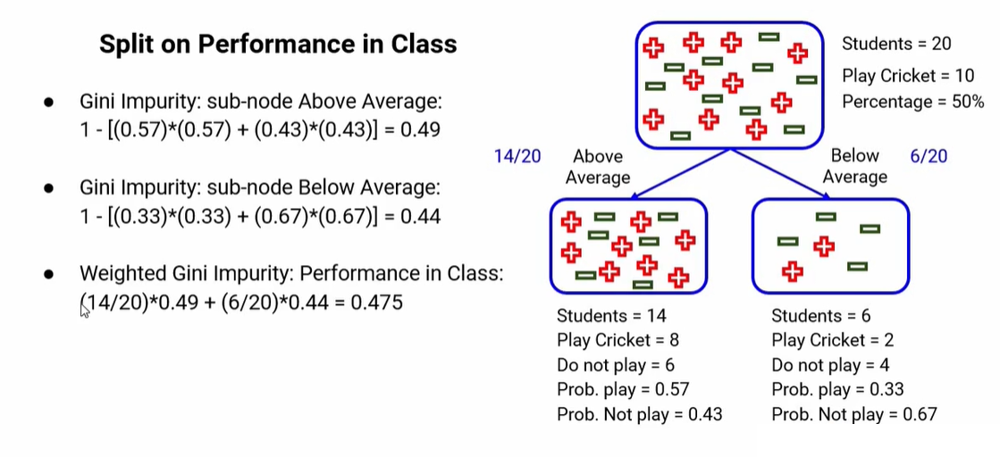 Split on Performance in Class
● Gini Impurity: sub-node Above Average:
1 - [(0.57)*(0.57) + (0.43)*(0.43)] = 0.49
● Gini Impurity: sub-node Below Average:
1 - [(0.33)*(0.33) + (0.67)*(0.67)] = 0.44
● Weighted Gini Impurity: Performance in Class:
(14/20)*0.49 + (6/20)*0.44 = 0.475
Students = 20
Play Cricket = 10
Percentage = 50%
14/20
Above
Average
Below
Average
6/20
Students = 14
Play Cricket = 8
Do not play = 6
Prob. play = 0.57
Prob. Not play = 0.43
Students = 6
Play Cricket = 2
Do not play = 4
Prob. play = 0.33
Prob. Not play = 0.67